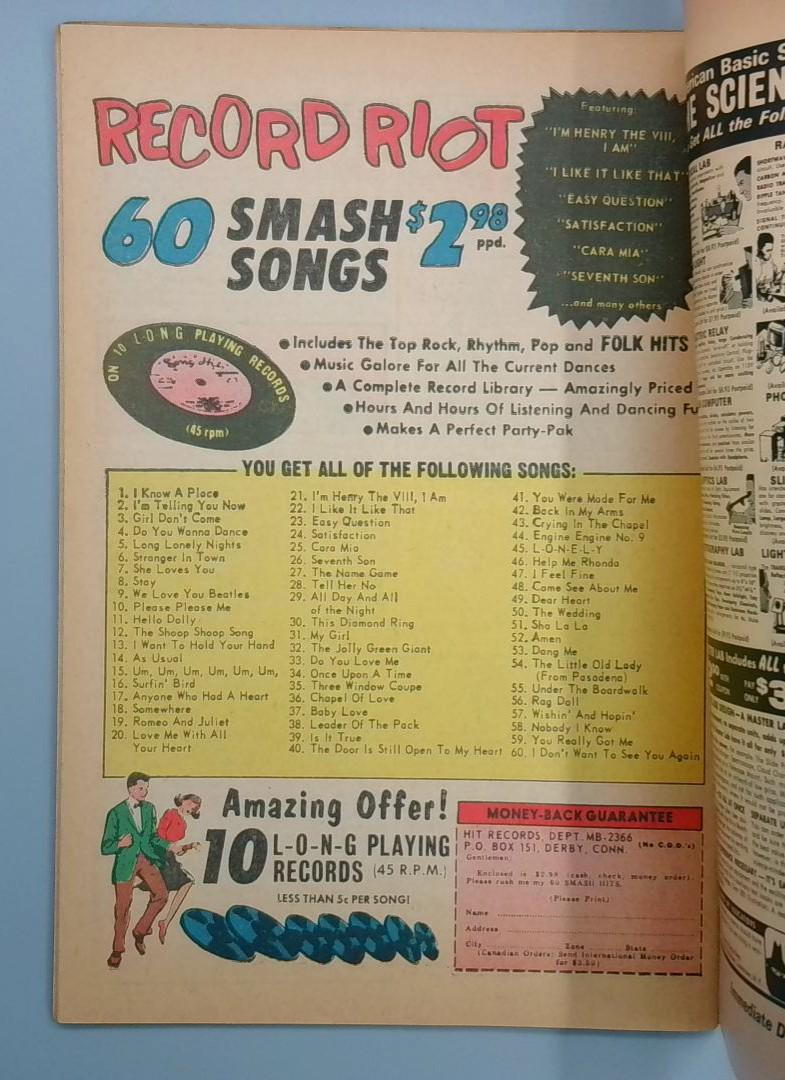 RECORD RIOT
60 SMASH SONGS $2.98 ppd.
Featuring:
"I'M HENRY THE VIII,
I AM"
"I LIKE IT LIKE THAT"
"EASY QUESTION"
"SATISFACTION"
"CARA MIA"
"SEVENTH SON"
...and many others
ON 10 L-O-N-G PLAYING RECORDS
(45 rpm)
●Includes The Top Rock, Rhythm, Pop and FOLK HITS
●Music Galore For All The Current Dances
●A Complete Record Library — Amazingly Priced
●Hours And Hours Of Listening And Dancing Fu
●Makes A Perfect Party-Pak
YOU GET ALL OF THE FOLLOWING SONGS:
1. I Know A Place
2. I'm Telling You Now
3. Girl Don't Come
4. Do You Wanna Dance
5. Long Lonely Nights
6. Stranger In Town
7. She Loves You
8. Stay
9. We Love You Beatles
10. Please Please Me
11. Hello Dolly
12. The Shoop Shoop Song
13. I Want To Hold Your Hand
14. As Usual
15. Um, Um, Um, Um, Um, Um,
16. Surfin' Bird
17. Anyone Who Had A Heart
18. Somewhere
19. Romeo And Juliet
20. Love Me With All
Your Heart
21. I'm Henry The VIII, I Am
22. I Like It Like That
23. Easy Question
24. Satisfaction
25. Cara Mia
26. Seventh Son
27. The Name Game
28. Tell Her No
29. All Day And All
of the Night
30. This Diamond Ring
31. My Girl
32. The Jolly Green Giant
33. Do You Love Me
34. Once Upon A Time
35. Three Window Coupe
36. Chapel Of Love
37. Baby Love
38. Leader Of The Pack
39. Is It True
40. The Door Is Still Open To My Heart
41. You Were Made For Me
42. Back In My Arms
43. Crying In The Chapel
44. Engine Engine No. 9
45. L-O-N-E-L-Y
46. Help Me Rhonda
47. I Feel Fine
48. Come See About Me
49. Dear Heart
50. The Wedding
51. Sha La La
52. Amen
53. Dang Me
54. The Little Old Lady
(From Pasadena)
55. Under The Boardwalk
56. Rag Doll
57. Wishin' And Hopin'
58. Nobody I Know
59. You Really Got Me
60. I Don't Want To See You Again
Amazing Offer!
10 L-O-N-G PLAYING
RECORDS (45 R.P.M.)
LESS THAN 5c PER SONG!
MONEY-BACK GUARANTEE
HIT RECORDS, DEPT. MB-2366
P.O. BOX 151, DERBY, CONN. (No C.O.D.'s)
Gentlemen:
Enclosed is $2.98 (cash, check, money order).
Please rush me my 60 SMASH HITS.
(Please Print)
Name
Address
City Zone State
(Canadian Orders: Send International Money Order
for $3.50)
rican Basic S
E SCIEN
Get ALL the Fol